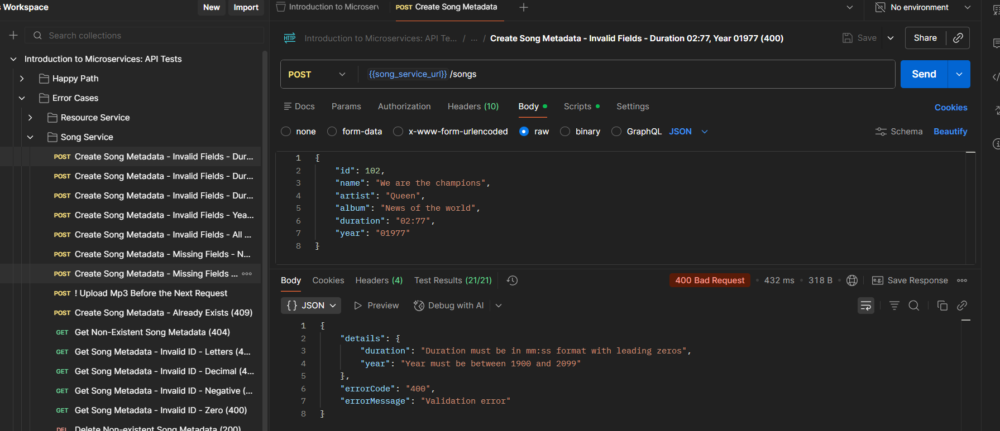 s Workspace
New
Import
Search collections
Introduction to Microservices: API Tests
Happy Path
Error Cases
Resource Service
Song Service
POST Create Song Metadata - Invalid Fields - Dur...
POST Create Song Metadata - Invalid Fields - Dur...
POST Create Song Metadata - Invalid Fields - Dur...
POST Create Song Metadata - Invalid Fields - Yea...
POST Create Song Metadata - Invalid Fields - All ...
POST Create Song Metadata - Missing Fields - N...
POST Create Song Metadata - Missing Fields ...
POST ! Upload Mp3 Before the Next Request
POST Create Song Metadata - Already Exists (409)
GET Get Non-Existent Song Metadata (404)
GET Get Song Metadata - Invalid ID - Letters (4...
GET Get Song Metadata - Invalid ID - Decimal (4...
GET Get Song Metadata - Invalid ID - Negative (...
GET Get Song Metadata - Invalid ID - Zero (400)
DEL Delete Non-existent Song Metadata (200)
Introduction to Microserv
POST Create Song Metadata
No environment
HTTP Introduction to Microservices: API Te... / ... / Create Song Metadata - Invalid Fields - Duration 02:77, Year 01977 (400)
Save
Share
POST {{song_service_url}} /songs
Send
Docs Params Authorization Headers (10) Body Scripts Settings
Cookies
none form-data x-www-form-urlencoded raw binary GraphQL JSON
Schema Beautify
1 {
2 "id": 102,
3 "name": "We are the champions",
4 "artist": "Queen",
5 "album": "News of the world",
6 "duration": "02:77",
7 "year": "01977"
8 }
Body Cookies Headers (4) Test Results (21/21)
400 Bad Request • 432 ms • 318 B
e.g. Save Response
{} JSON Preview Debug with AI
1 {
2 "details": {
3 "duration": "Duration must be in mm:ss format with leading zeros",
4 "year": "Year must be between 1900 and 2099"
5 },
6 "errorCode": "400",
7 "errorMessage": "Validation error"
8 }